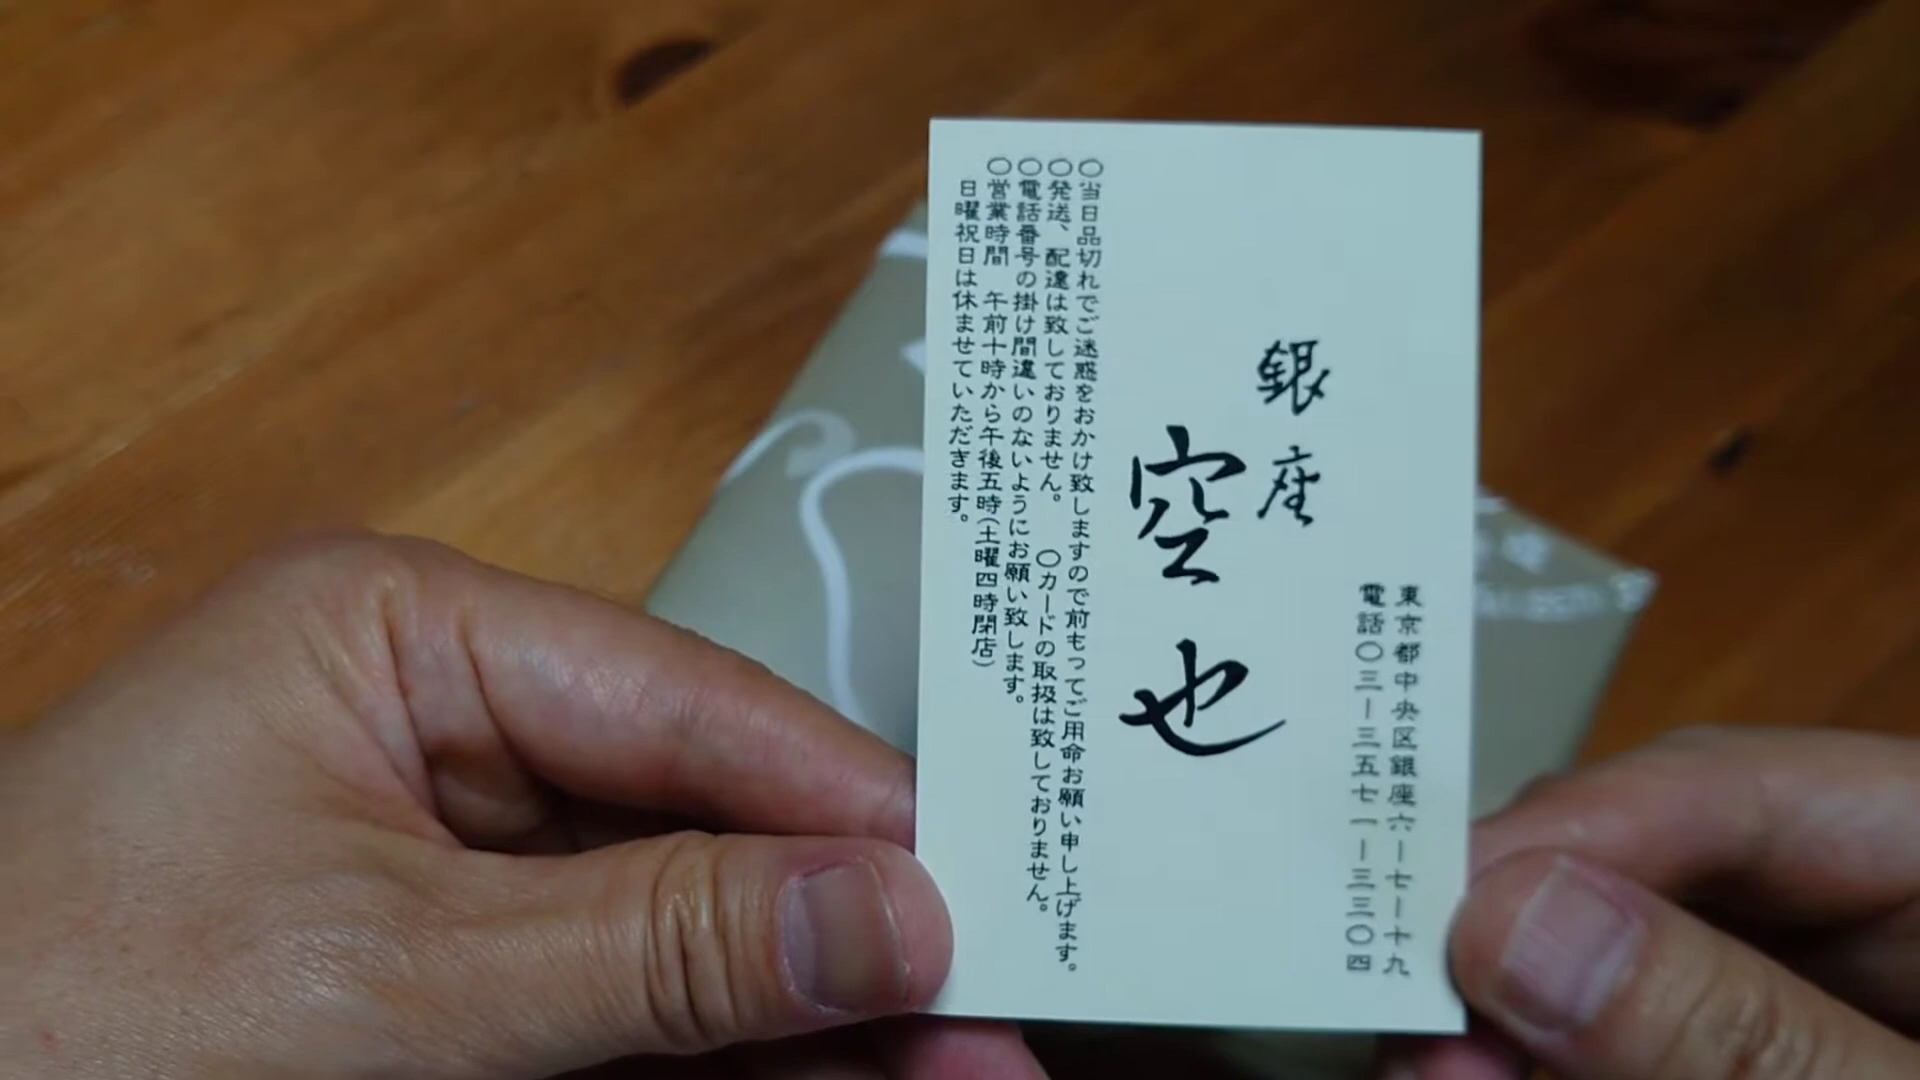 東京都中央区銀座六ー七ー十九
電話〇三ー三五七一ー三三〇四
銀座
空也
〇当日品切れでご迷惑をおかけ致しますので前もってご用命お願い申し上げます。
〇発送、配達は致しておりません。 〇カードの取扱は致しておりません。
〇電話番号の掛け間違いのないようにお願い致します。
〇営業時間 午前十時から午後五時(土曜四時閉店)
日曜祝日は休ませていただきます。